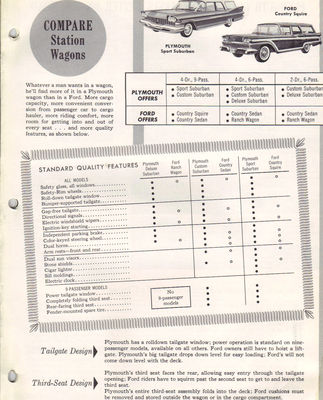 COMPARE
Station
Wagons
PLYMOUTH
Sport Suburban
FORD
Country Squire
Whatever a man wants in a wagon,
he'll find more of it in a Plymouth
wagon than in a Ford. More cargo
capacity, more convenient conver-
sion from passenger car to cargo
hauler, more riding comfort, more
room for getting into and out of
every seat . . . and more quality
features, as shown below.
4-Dr., 9-Pass. 4-Dr., 6-Pass. 2-Dr., 6-Pass.
PLYMOUTH OFFERS
• Sport Suburban
• Custom Suburban
• Sport Suburban
• Custom Suburban
• Deluxe Suburban
• Custom Suburban
• Deluxe Suburban
FORD OFFERS
• Country Squire
• Country Sedan
• Country Sedan
• Ranch Wagon
• Country Sedan
• Ranch Wagon
STANDARD QUALITY FEATURES
Plymouth Deluxe Suburban
Ford Ranch Wagon
Plymouth Custom Suburban
Ford Country Sedan
Plymouth Sport Suburban
Ford Country Squire
ALL MODELS
Safety glass, all windows
Safety-Rim wheels
Roll-down tailgate window
Bumper-supported tailgate
Gap-free tailgate
Directional signals
Electric windshield wipers
Ignition-key starting
Independent parking brake
Color-keyed steering wheel
Dual horns
Arm rests—front and rear
Dual sun visors
Stone shields
Cigar lighter
Sill moldings
Electric clock
9-PASSENGER MODELS
Power tailgate window
Completely folding third seat
Rear-facing third seat
Fender-mounted spare tire
No
9-passenger
models
Tailgate Design
Plymouth has a rolldown tailgate window; power operation is standard on nine-
passenger models, available on all others. Ford owners still have to hoist a lift-
gate. Plymouth's big tailgate drops down level for easy loading; Ford's will not
come down level with the deck.
Third-Seat Design
Plymouth's third seat faces the rear, allowing easy entry through the tailgate
opening; Ford riders have to squirm past the second seat to get to and leave the
third seat.
Plymouth's entire third-seat assembly folds into the deck; Ford cushions must
be removed and stored outside the wagon or in the cargo compartment.